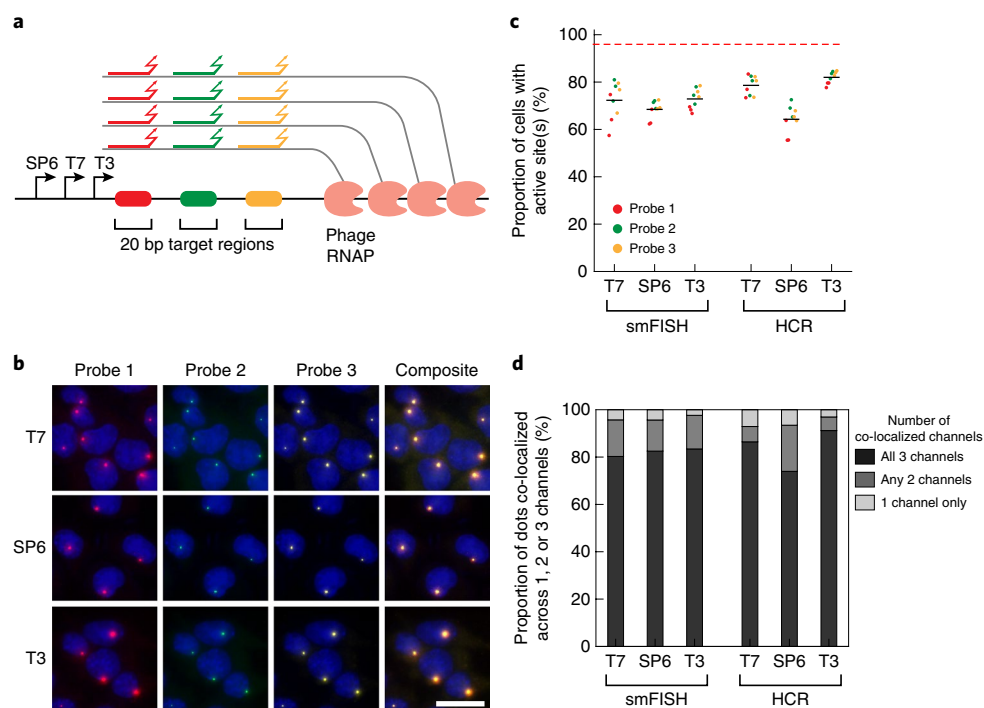 a
SP6 T7 T3
20 bp target regions
Phage
RNAP
b
Probe 1 Probe 2 Probe 3 Composite
T7
SP6
T3
c
Proportion of cells with
active site(s) (%)
100
80
60
40
20
0
Probe 1
Probe 2
Probe 3
T7 SP6 T3 T7 SP6 T3
smFISH HCR
d
Proportion of dots co-localized
across 1, 2 or 3 channels (%)
100
80
60
40
20
0
T7 SP6 T3 T7 SP6 T3
smFISH HCR
Number of
co-localized channels
All 3 channels
Any 2 channels
1 channel only